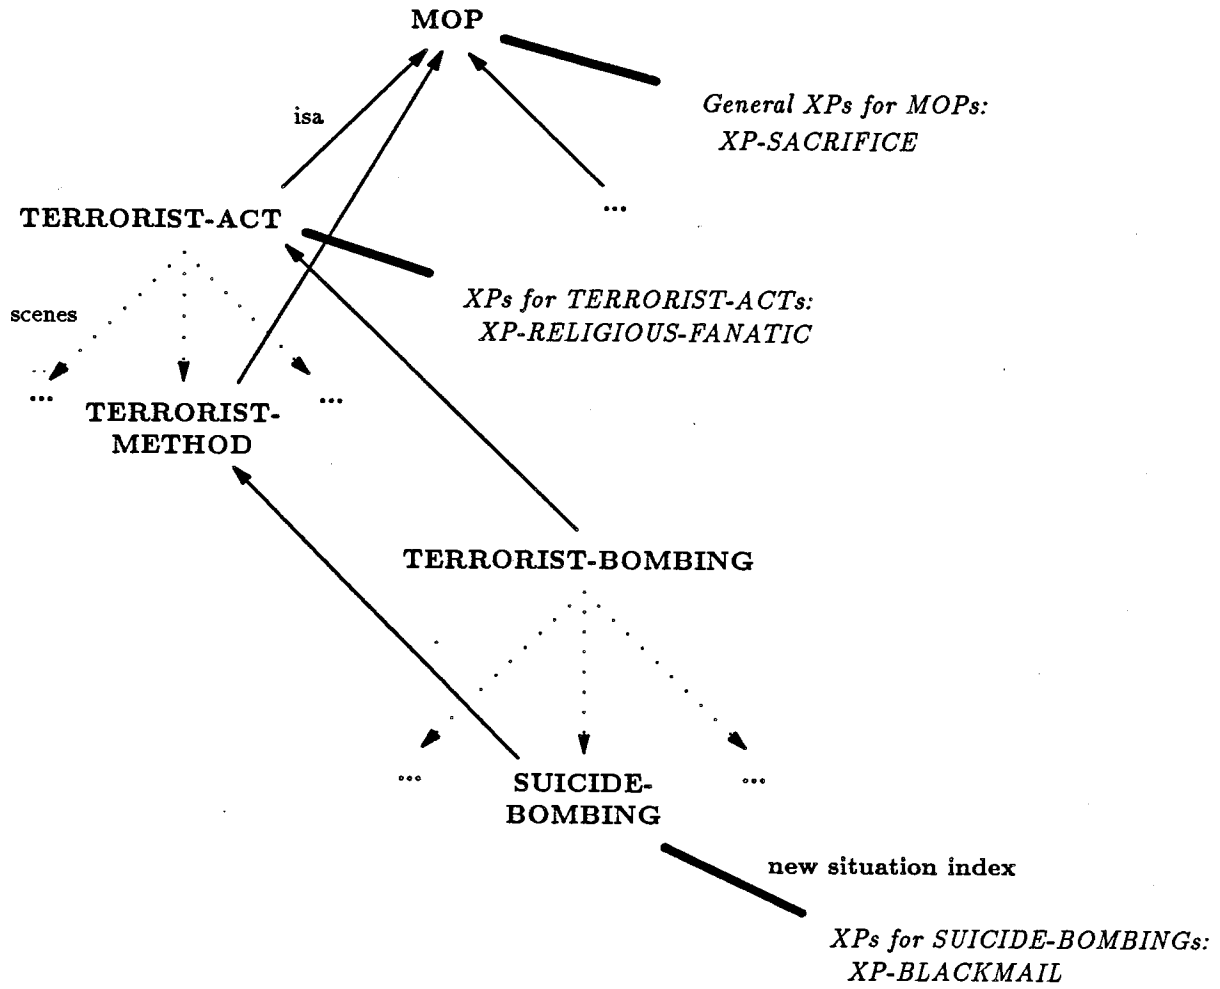 MOP
General XPs for MOPs:
XP-SACRIFICE
isa
...
TERRORIST-ACT
XPs for TERRORIST-ACTs:
XP-RELIGIOUS-FANATIC
scenes
...
...
TERRORIST-
METHOD
TERRORIST-BOMBING
...
...
SUICIDE-
BOMBING
new situation index
XPs for SUICIDE-BOMBINGs:
XP-BLACKMAIL